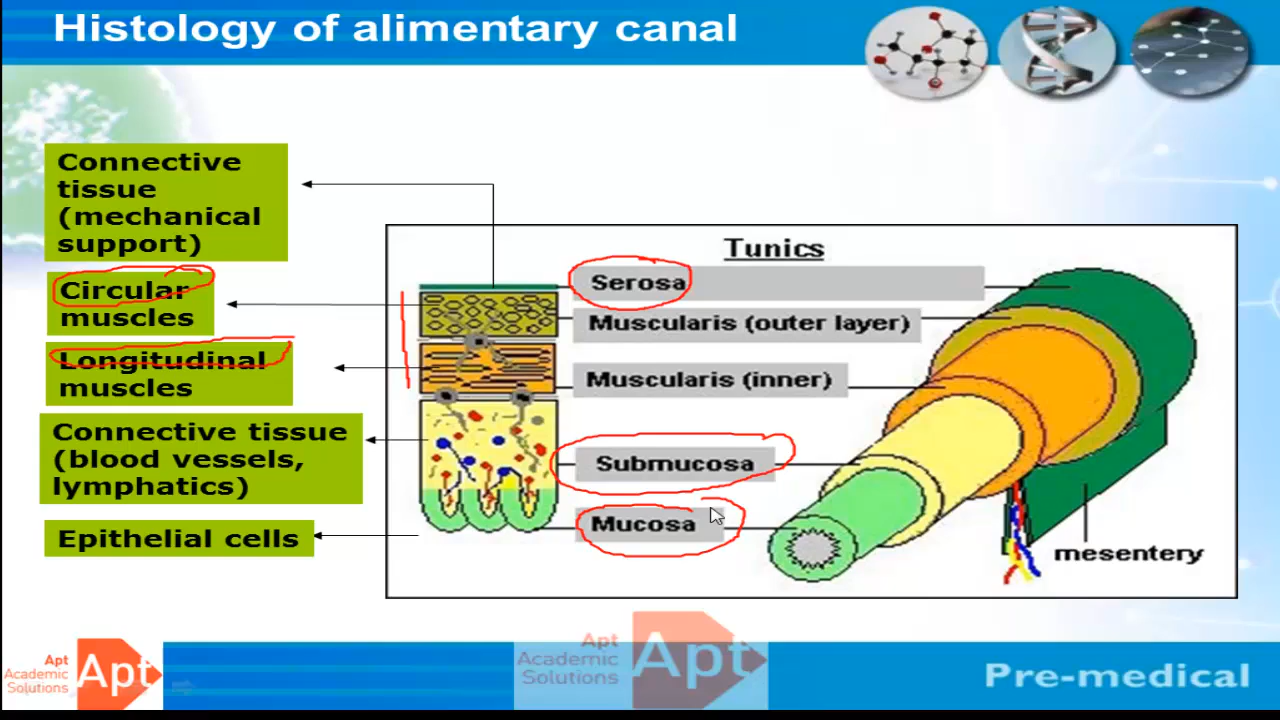 Histology of alimentary canal
Connective
tissue
(mechanical
support)
Circular
muscles
Longitudinal
muscles
Connective tissue
(blood vessels,
lymphatics)
Epithelial cells
Tunics
Serosa
Muscularis (outer layer)
Muscularis (inner)
Submucosa
Mucosa
mesentery
Apt
Academic
Solutions
Apt
Apt
Academic
Solutions
Apt
Pre-medical